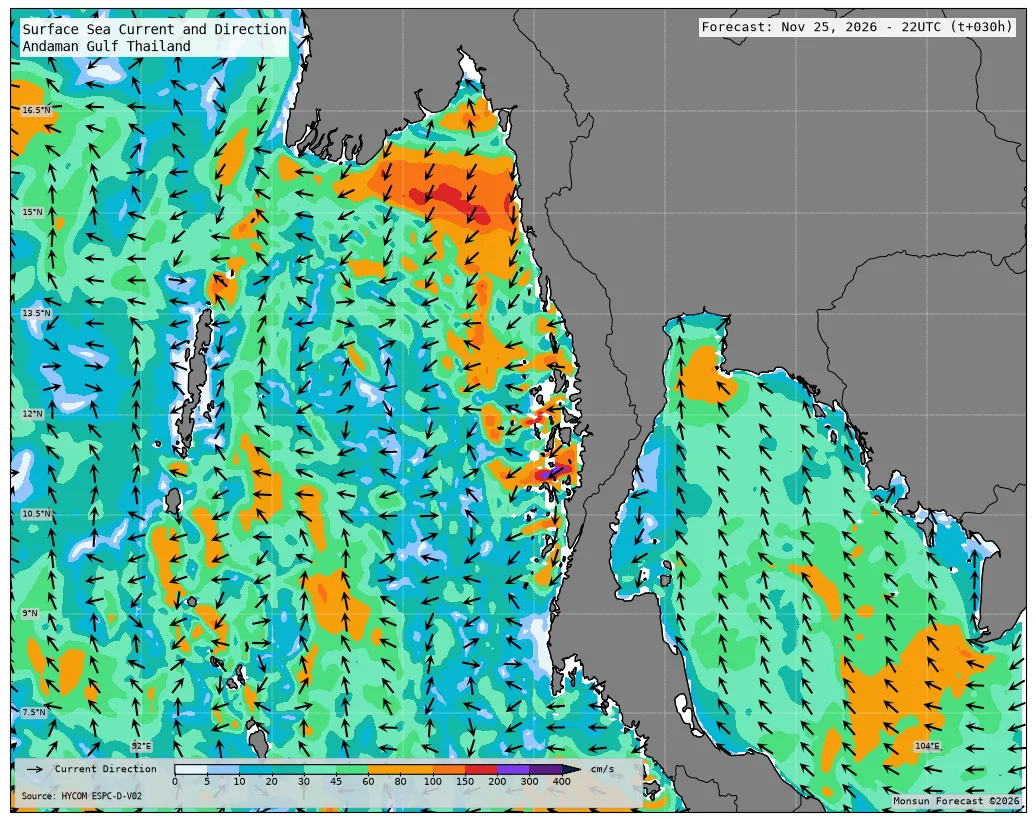 Surface Sea Current and Direction
Andaman Gulf Thailand
Forecast: Nov 25, 2026 - 22UTC (t+030h)
16.5°N
15°N
13.5°N
12°N
10.5°N
9°N
7.5°N
92°E
104°E
Current Direction
0 5 10 20 30 45 60 80 100 150 200 300 400 cm/s
Source: HYCOM ESPC-D-V02
Monsun Forecast ©2026